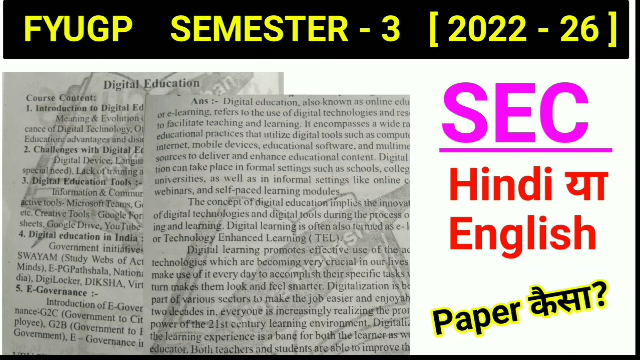 FYUGP SEMESTER - 3 [ 2022 - 26 ]
Digital Education
Course Content:
1. Introduction to Digital Ed
Meaning & Evolution
cance of Digital Technology, O
Education, advantages and disa
2. Challenges with Digital Ed
Digital Device, Langua
special need), Lack of training a
3. Digital Education Tools :-
Information & Commun
active tools- Microsoft Teams, G
etc. Creative Tools - Google For
sheets, Google Drive, YouTube
4. Digital education in India :
Government initiatives
SWAYAM (Study Webs of Act
Minds), E-PGPathshala, Nationa
dia), DigiLocker, DIKSHA, Virt
5. E-Governance :-
Introduction of E-Gover
nance-G2C (Government to Cit
ployee), G2B (Government to B
Government), E - Governance i
Ans :- Digital education, also known as online edu
or e-learning, refers to the use of digital technologies and reso
to facilitate teaching and learning. It encompasses a wide ra
educational practices that utilize digital tools such as comput
internet, mobile devices, educational software, and multime
sources to deliver and enhance educational content. Digital
tion can take place in formal settings such as schools, colleg
universities, as well as in informal settings like online c
webinars, and self-paced learning modules.
The concept of digital education implies the innovat
of digital technologies and digital tools during the process o
ing and learning. Digital learning is often also termed as e-l
or Technology Enhanced Learning (TEL).
Digital learning promotes effective use of the ad
technologies which are becoming very crucial in our lives
make use of it every day to accomplish their specific tasks
turn makes them look and feel smarter. Digitalization is be
part of various sectors to make the job easier and enjoyab
two decades in, everyone is increasingly realizing the pron
power of the 21st century learning environment. Digitali
the learning experience is a bane for both the learner as we
educator. Both teachers and students are able to improve th
SEC
Hindi या
English
Paper कैसा?